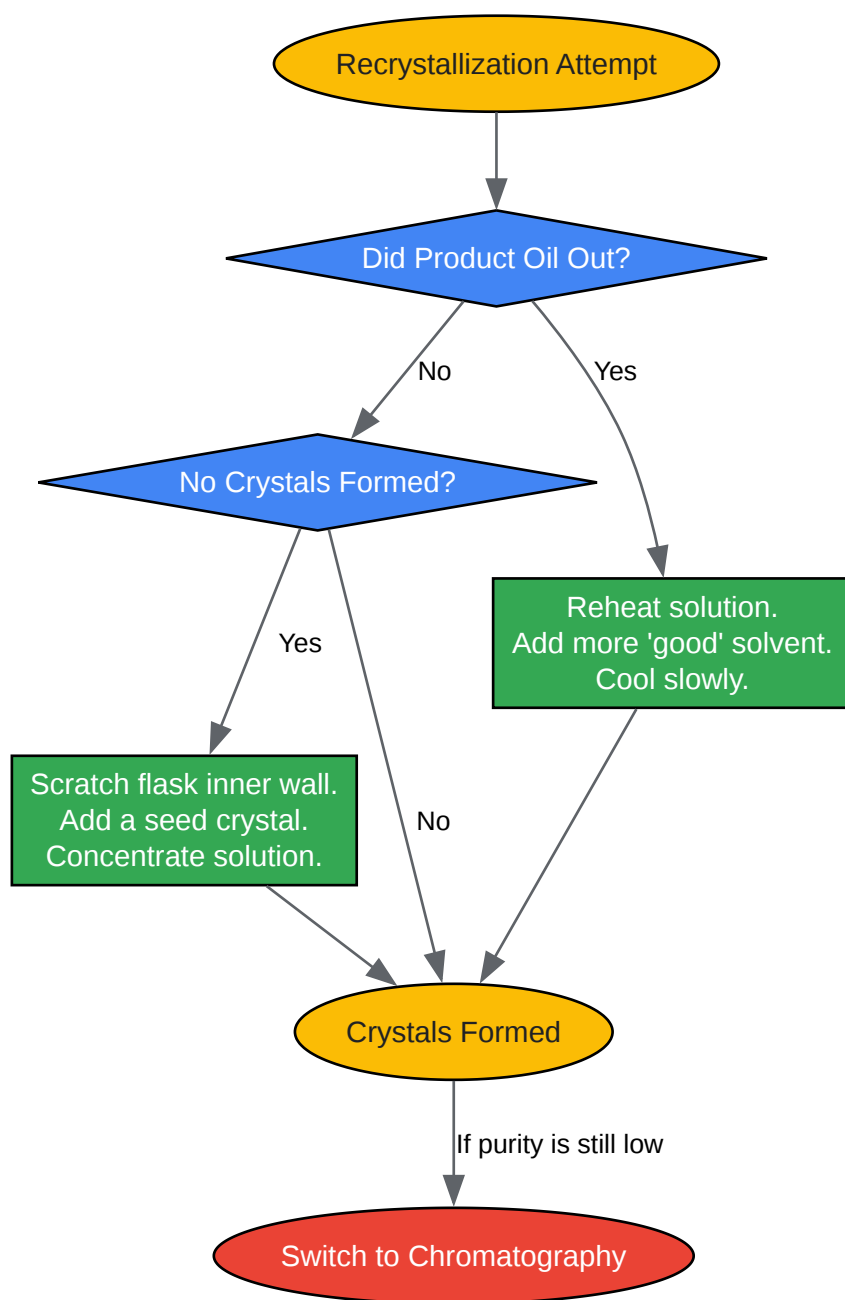 Recrystallization Attempt
Did Product Oil Out?
No
Yes
No Crystals Formed?
Reheat solution.
Add more 'good' solvent.
Cool slowly.
Yes
Scratch flask inner wall.
Add a seed crystal.
Concentrate solution.
No
Crystals Formed
If purity is still low
Switch to Chromatography